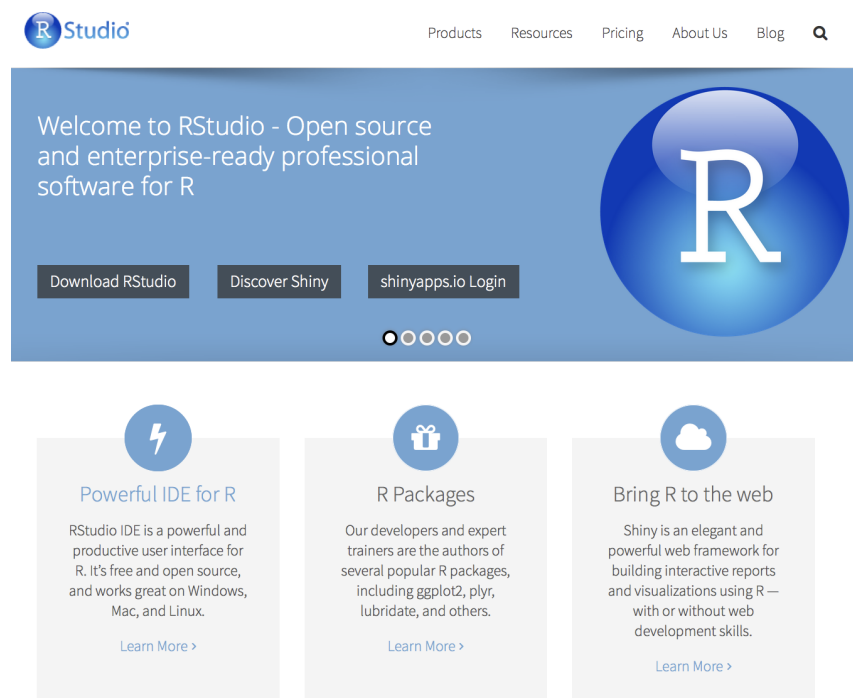 R Studio
Products Resources Pricing About Us Blog
Welcome to RStudio - Open source
and enterprise-ready professional
software for R
R
Download RStudio Discover Shiny shinyapps.io Login
Powerful IDE for R
RStudio IDE is a powerful and
productive user interface for
R. It’s free and open source,
and works great on Windows,
Mac, and Linux.
Learn More ›
R Packages
Our developers and expert
trainers are the authors of
several popular R packages,
including ggplot2, plyr,
lubridate, and others.
Learn More ›
Bring R to the web
Shiny is an elegant and
powerful web framework for
building interactive reports
and visualizations using R —
with or without web
development skills.
Learn More ›